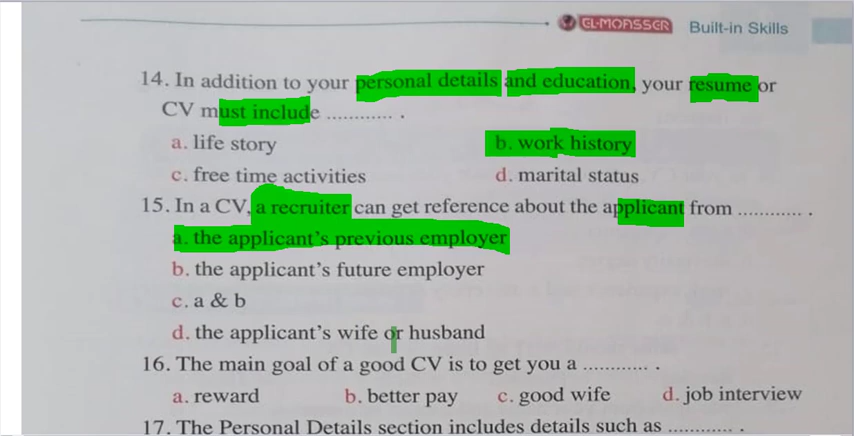 EL-MOASSER Built-in Skills
14. In addition to your personal details and education, your resume or
CV must include ............ .
a. life story b. work history
c. free time activities d. marital status
15. In a CV, a recruiter can get reference about the applicant from ............ .
a. the applicant's previous employer
b. the applicant's future employer
c. a & b
d. the applicant's wife or husband
16. The main goal of a good CV is to get you a ............ .
a. reward b. better pay c. good wife d. job interview
17. The Personal Details section includes details such as ............ .